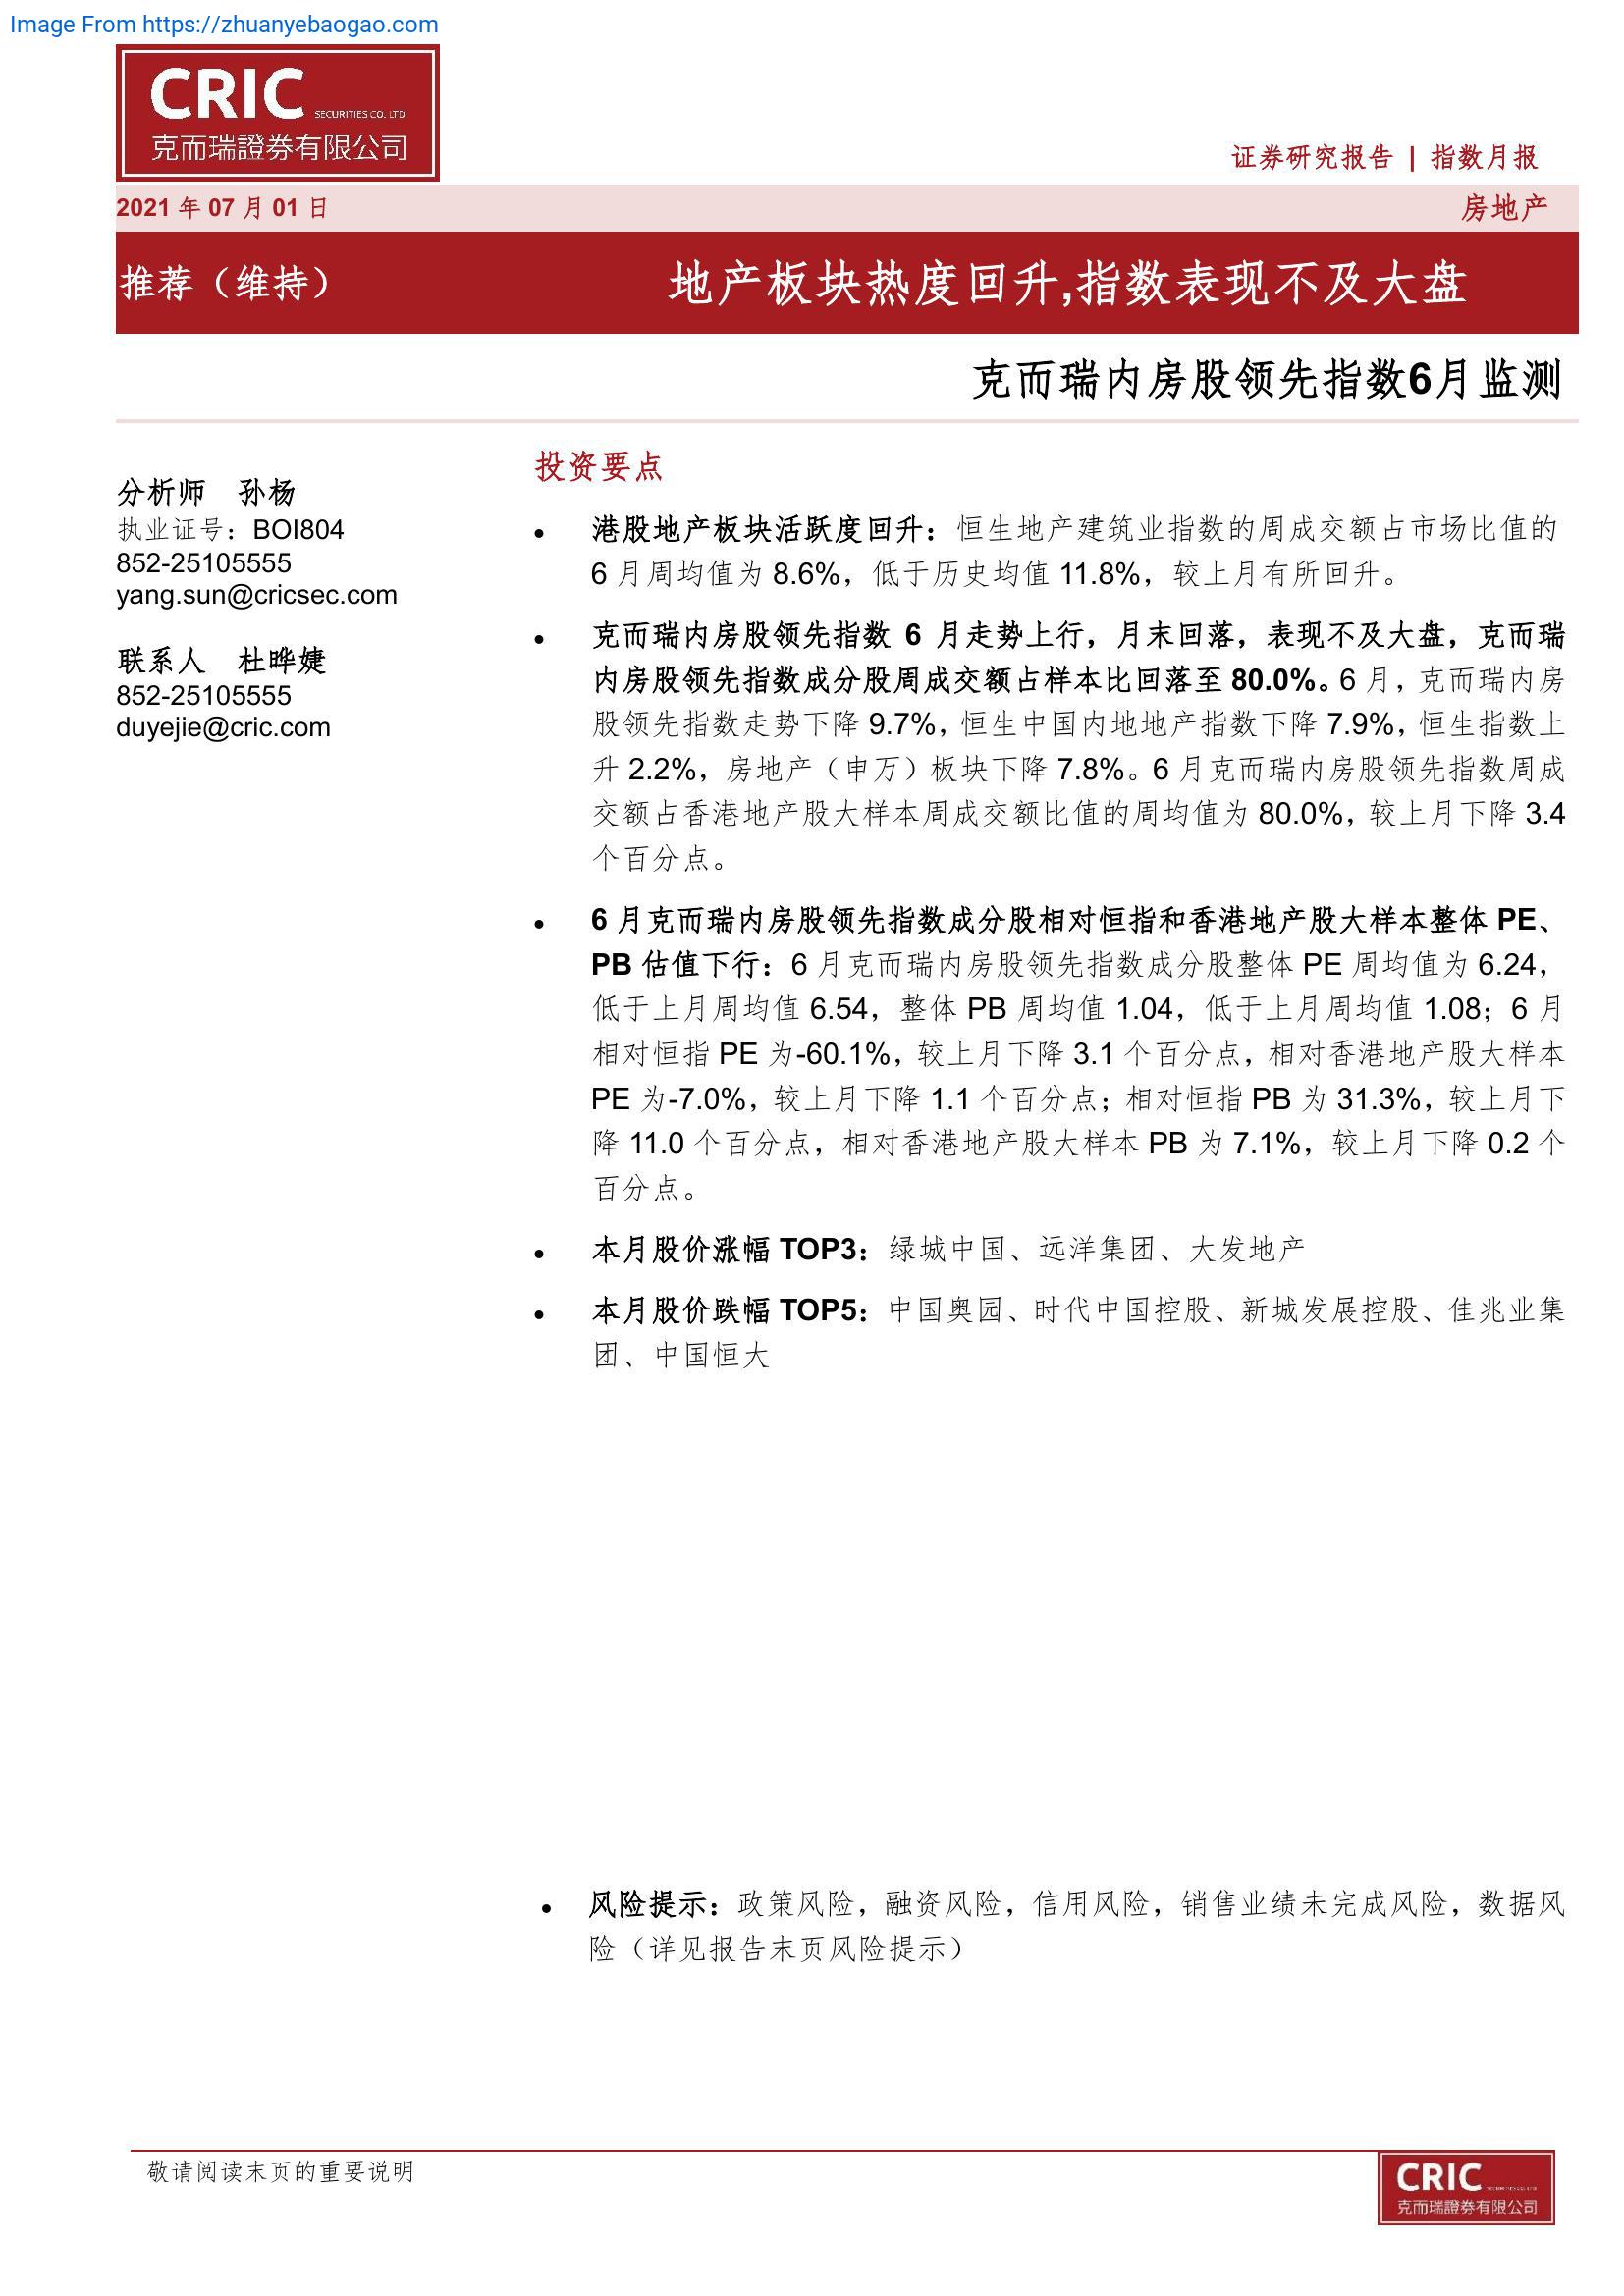 Image From https://zhuanyebaogao.com
CRIC SECURITIES CO. LTD
克而瑞證券有限公司
证券研究报告 | 指数月报
2021 年 07 月 01 日 房地产
推荐（维持） 地产板块热度回升,指数表现不及大盘
克而瑞内房股领先指数6月监测
分析师 孙杨
执业证号：BOI804
852-25105555
yang.sun@cricsec.com
联系人 杜晔婕
852-25105555
duyejie@cric.com
投资要点
● 港股地产板块活跃度回升：恒生地产建筑业指数的周成交额占市场比值的
6 月周均值为 8.6%，低于历史均值 11.8%，较上月有所回升。
● 克而瑞内房股领先指数 6 月走势上行，月末回落，表现不及大盘，克而瑞
内房股领先指数成分股周成交额占样本比回落至 80.0%。6 月，克而瑞内房
股领先指数走势下降 9.7%，恒生中国内地地产指数下降 7.9%，恒生指数上
升 2.2%，房地产（申万）板块下降 7.8%。6 月克而瑞内房股领先指数周成
交额占香港地产股大样本周成交额比值的周均值为 80.0%，较上月下降 3.4
个百分点。
● 6 月克而瑞内房股领先指数成分股相对恒指和香港地产股大样本整体 PE、
PB 估值下行：6 月克而瑞内房股领先指数成分股整体 PE 周均值为 6.24，
低于上月周均值 6.54，整体 PB 周均值 1.04，低于上月周均值 1.08；6 月
相对恒指 PE 为-60.1%，较上月下降 3.1 个百分点，相对香港地产股大样本
PE 为-7.0%，较上月下降 1.1 个百分点；相对恒指 PB 为 31.3%，较上月下
降 11.0 个百分点，相对香港地产股大样本 PB 为 7.1%，较上月下降 0.2 个
百分点。
● 本月股价涨幅 TOP3：绿城中国、远洋集团、大发地产
● 本月股价跌幅 TOP5：中国奥园、时代中国控股、新城发展控股、佳兆业集
团、中国恒大
● 风险提示：政策风险，融资风险，信用风险，销售业绩未完成风险，数据风
险（详见报告末页风险提示）
敬请阅读末页的重要说明
CRIC
克而瑞證券有限公司